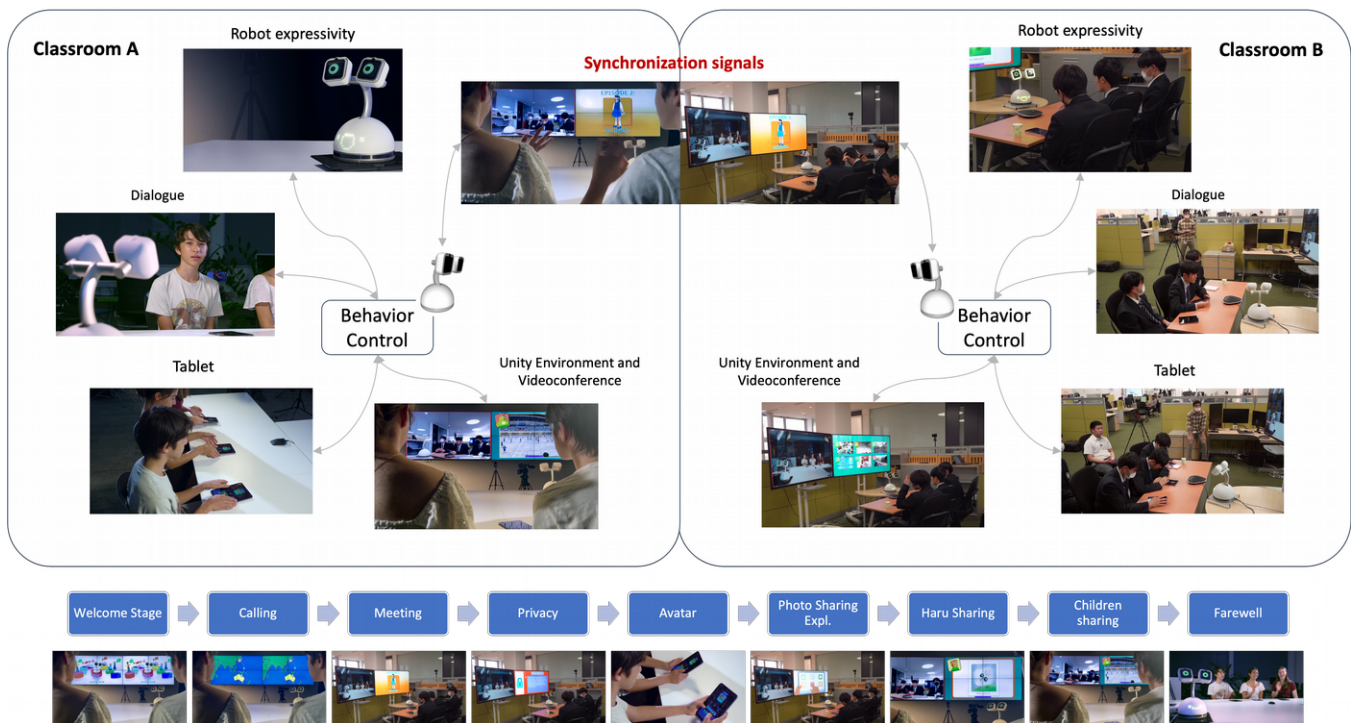 Classroom A
Robot expressivity
Synchronization signals
Robot expressivity
Classroom B
EPISODE 2:
Dialogue
Dialogue
Behavior
Control
Behavior
Control
Tablet
Unity Environment and
Videoconference
Unity Environment and
Videoconference
Tablet
Welcome Stage
Calling
Meeting
Privacy
Avatar
Photo Sharing
Expl.
Haru Sharing
Children
sharing
Farewell